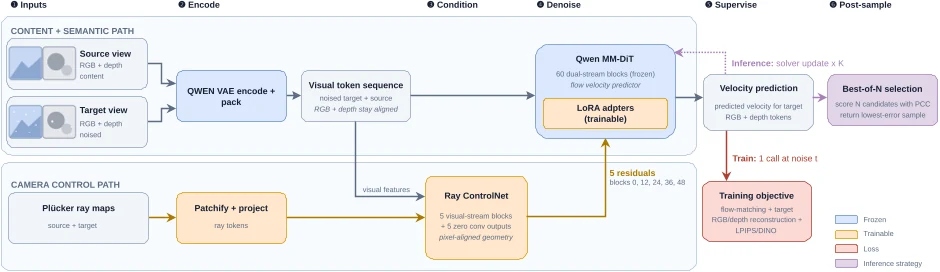 ❶ Inputs
❷ Encode
❸ Condition
❹ Denoise
❺ Supervise
❻ Post-sample
CONTENT + SEMANTIC PATH
Source view
RGB + depth
content
Target view
RGB + depth
noised
QWEN VAE encode +
pack
Visual token sequence
noised target + source
RGB + depth stay aligned
Qwen MM-DiT
60 dual-stream blocks (frozen)
flow velocity predictor
LoRA adpters
(trainable)
Inference: solver update x K
Velocity prediction
predicted velocity for target
RGB + depth tokens
Best-of-N selection
score N candidates with PCC
return lowest-error sample
Train: 1 call at noise t
CAMERA CONTROL PATH
Plücker ray maps
source + target
Patchify + project
ray tokens
visual features
Ray ControlNet
5 visual-stream blocks
+ 5 zero conv outputs
pixel-aligned geometry
5 residuals
blocks 0, 12, 24, 36, 48
Training objective
flow-matching + target
RGB/depth reconstruction +
LPIPS/DINO
Frozen
Trainable
Loss
Inference strategy